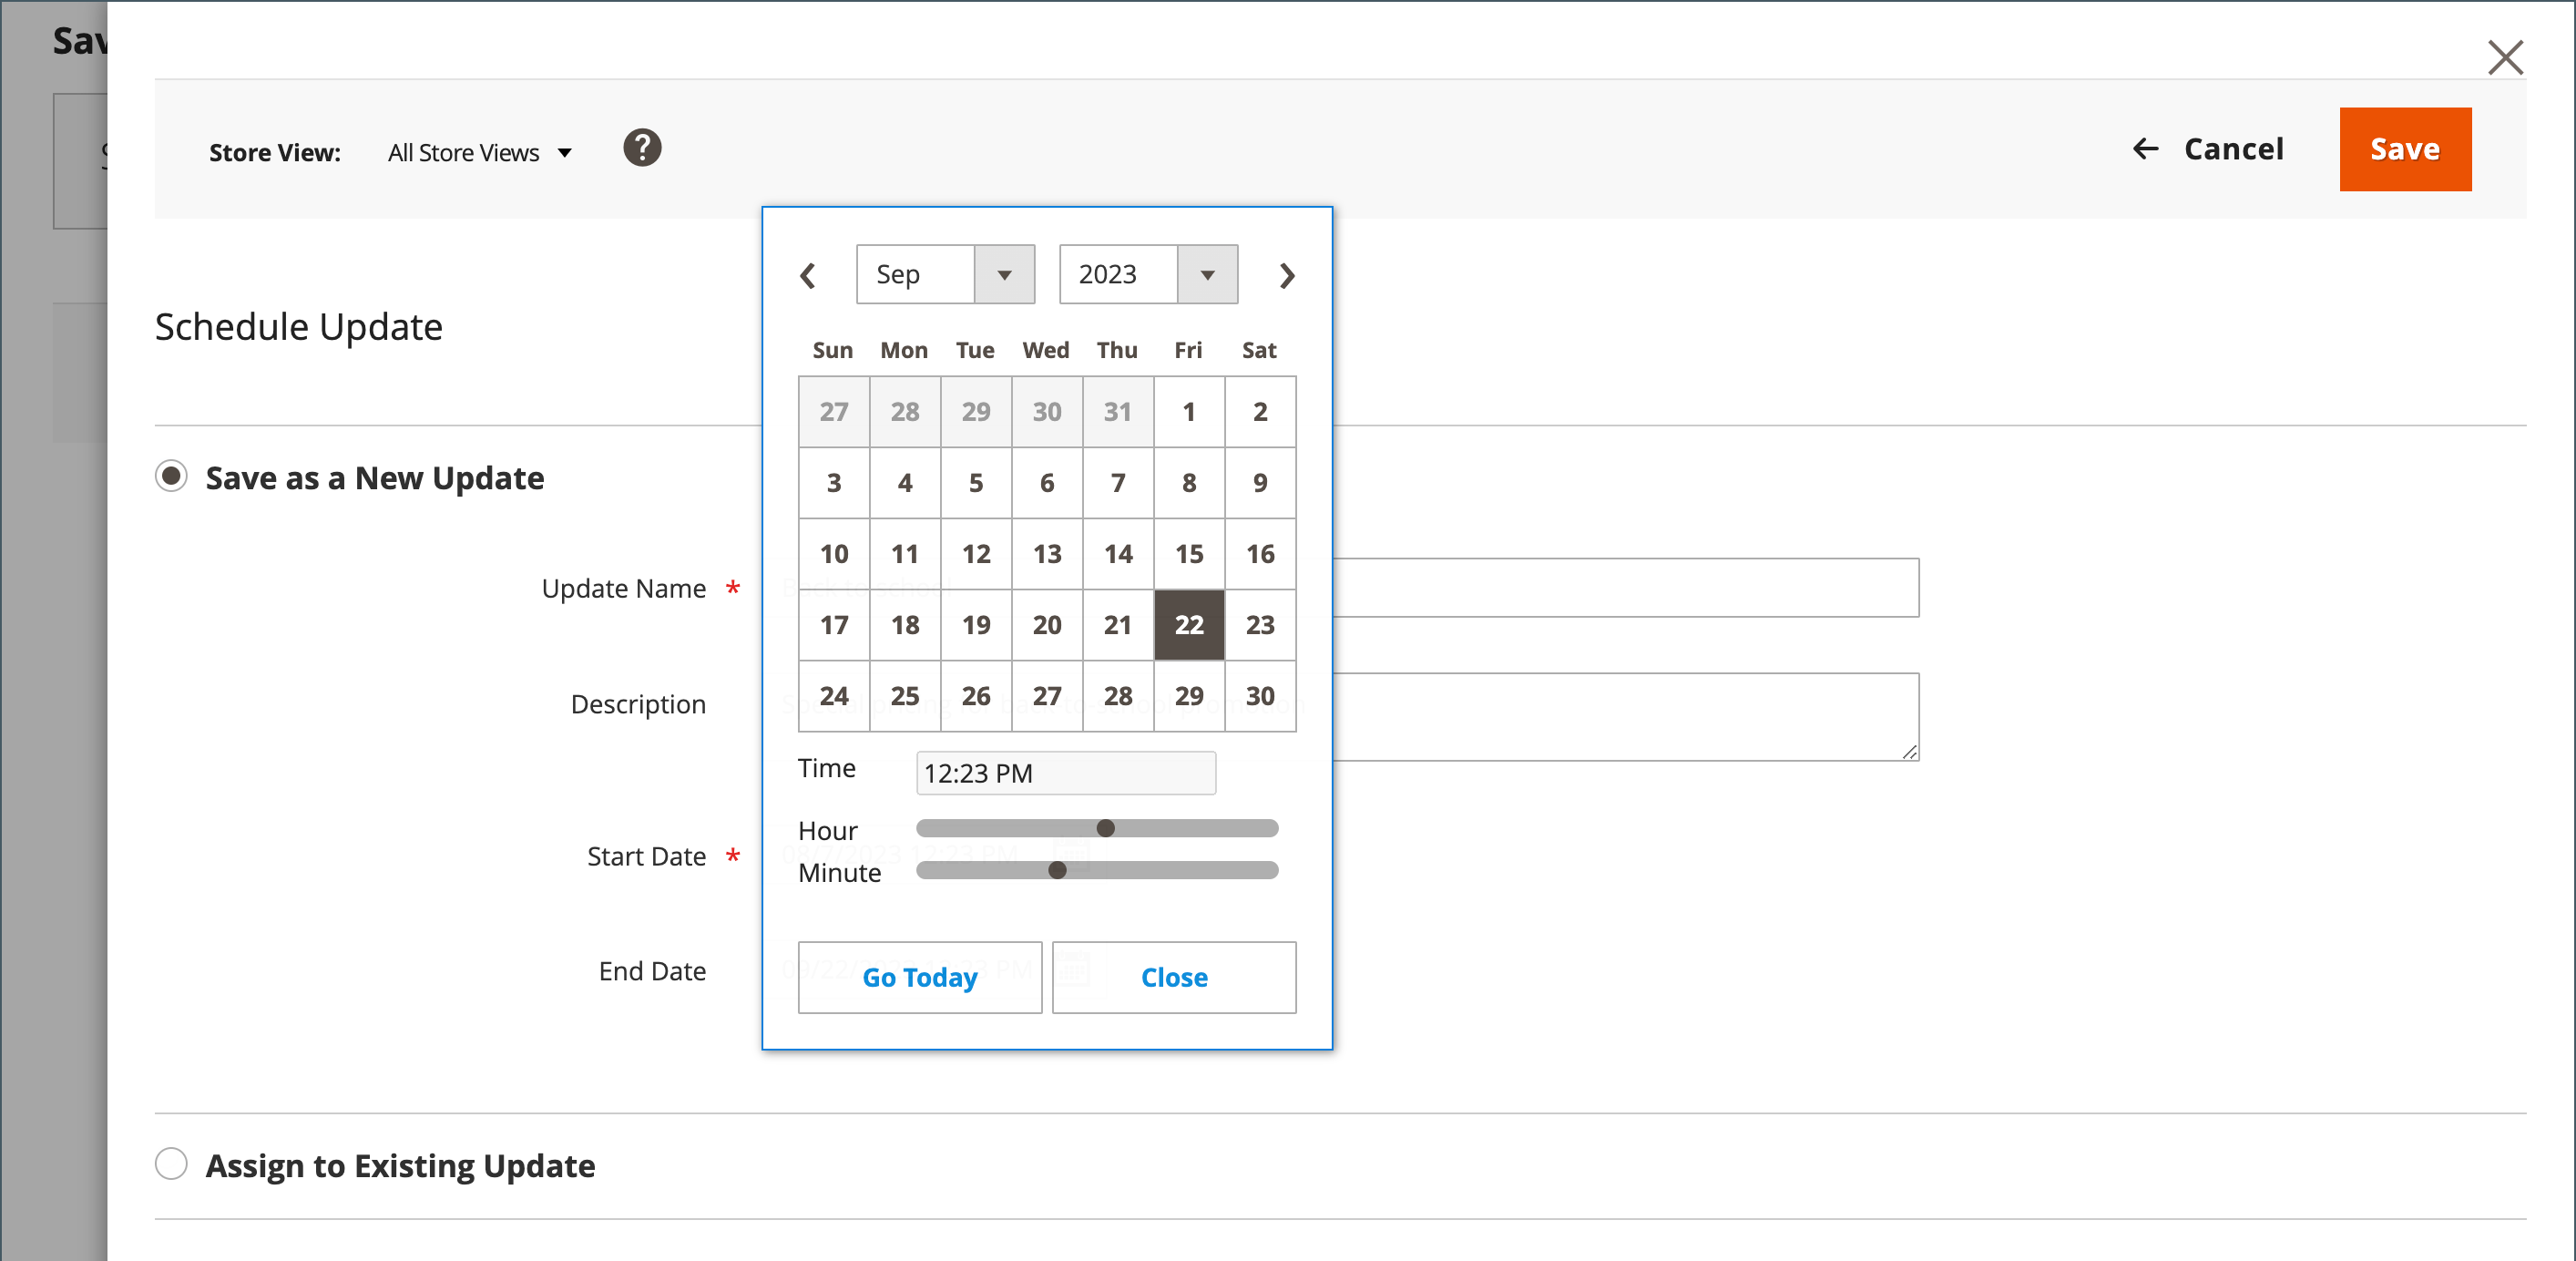 Sav
Store View: All Store Views ? ← Cancel Save
Sep 2023
Schedule Update
Sun Mon Tue Wed Thu Fri Sat
27 28 29 30 31 1 2
3 4 5 6 7 8 9
Save as a New Update
10 11 12 13 14 15 16
Update Name *
17 18 19 20 21 22 23
24 25 26 27 28 29 30
Description
Time 12:23 PM
Hour
Start Date *
Minute
End Date
Go Today Close
Assign to Existing Update